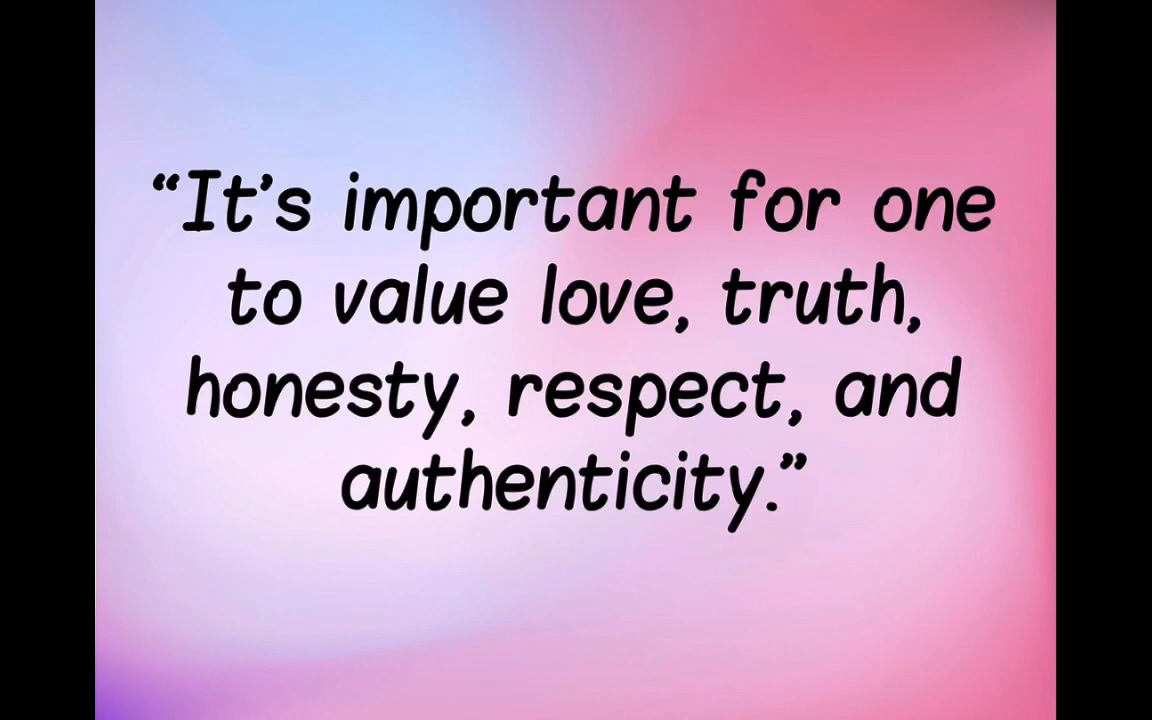 “It’s important for one
to value love, truth,
honesty, respect, and
authenticity.”